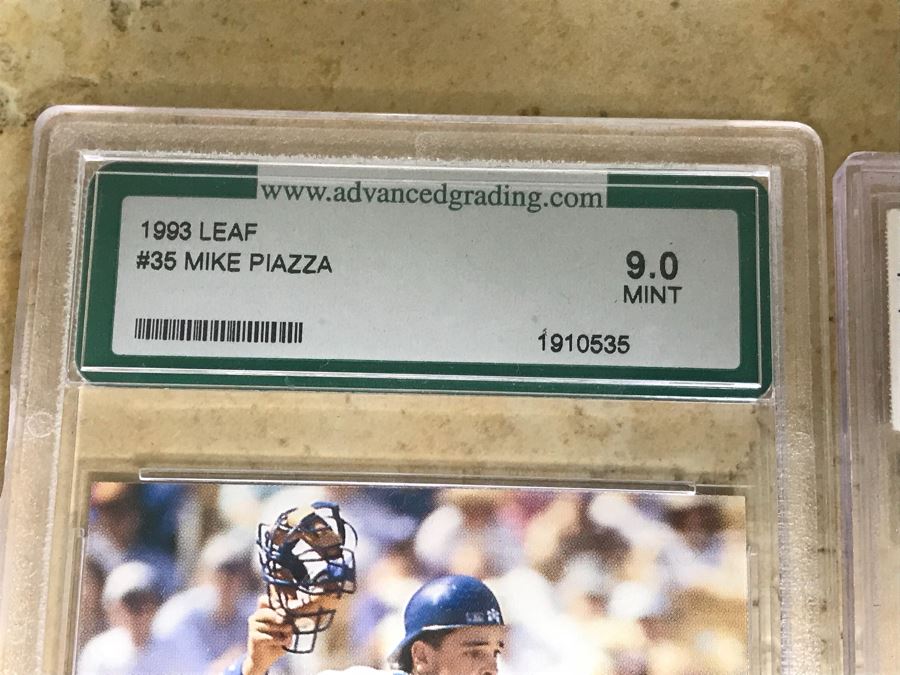 www.advancedgrading.com
1993 LEAF
#35 MIKE PIAZZA
9.0
MINT
1910535